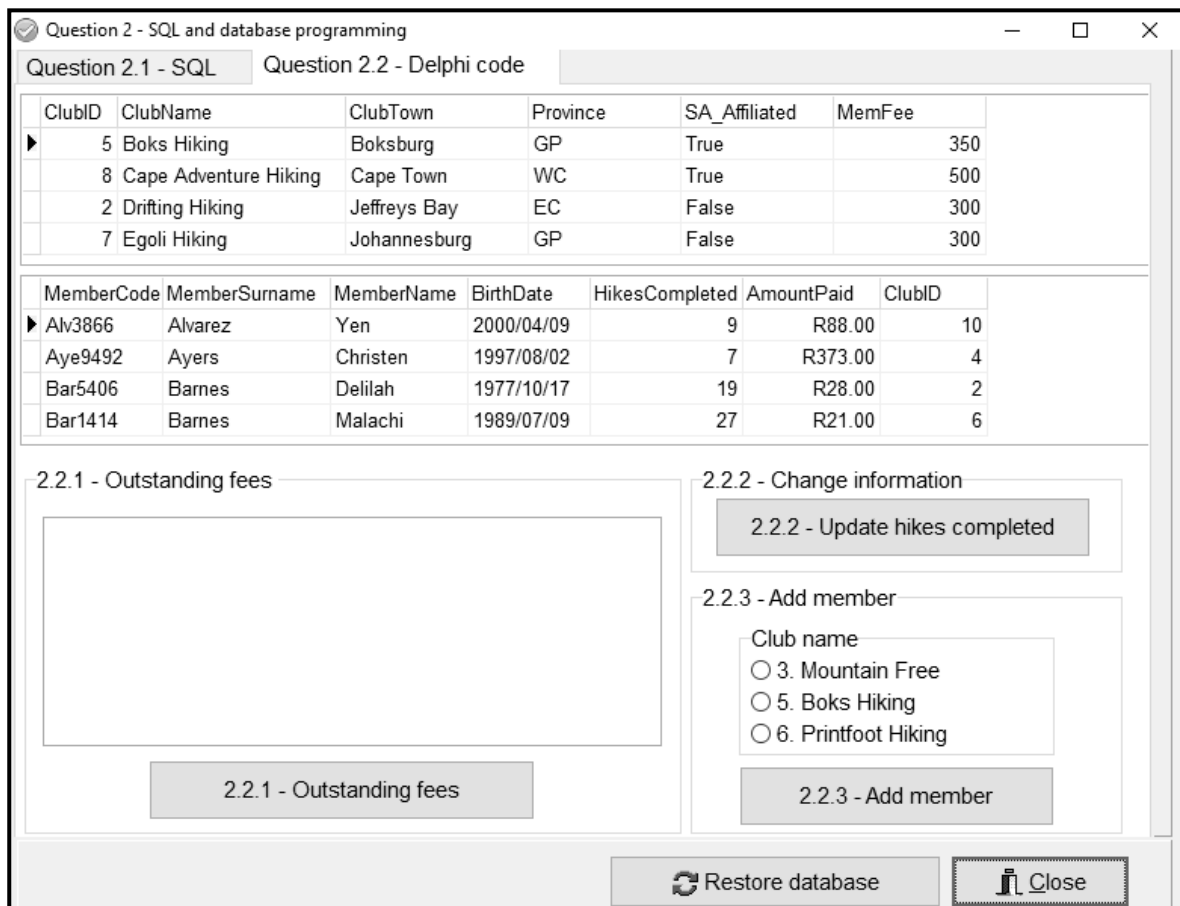 Question 2 - SQL and database programming
Question 2.1 - SQL Question 2.2 - Delphi code
ClubID ClubName ClubTown Province SA_Affiliated MemFee
5 Boks Hiking Boksburg GP True 350
8 Cape Adventure Hiking Cape Town WC True 500
2 Drifting Hiking Jeffreys Bay EC False 300
7 Egoli Hiking Johannesburg GP False 300
MemberCode MemberSurname MemberName BirthDate HikesCompleted AmountPaid ClubID
Alv3866 Alvarez Yen 2000/04/09 9 R88.00 10
Aye9492 Ayers Christen 1997/08/02 7 R373.00 4
Bar5406 Barnes Delilah 1977/10/17 19 R28.00 2
Bar1414 Barnes Malachi 1989/07/09 27 R21.00 6
2.2.1 - Outstanding fees
2.2.1 - Outstanding fees
2.2.2 - Change information
2.2.2 - Update hikes completed
2.2.3 - Add member
Club name
3. Mountain Free
5. Boks Hiking
6. Printfoot Hiking
2.2.3 - Add member
Restore database
Close